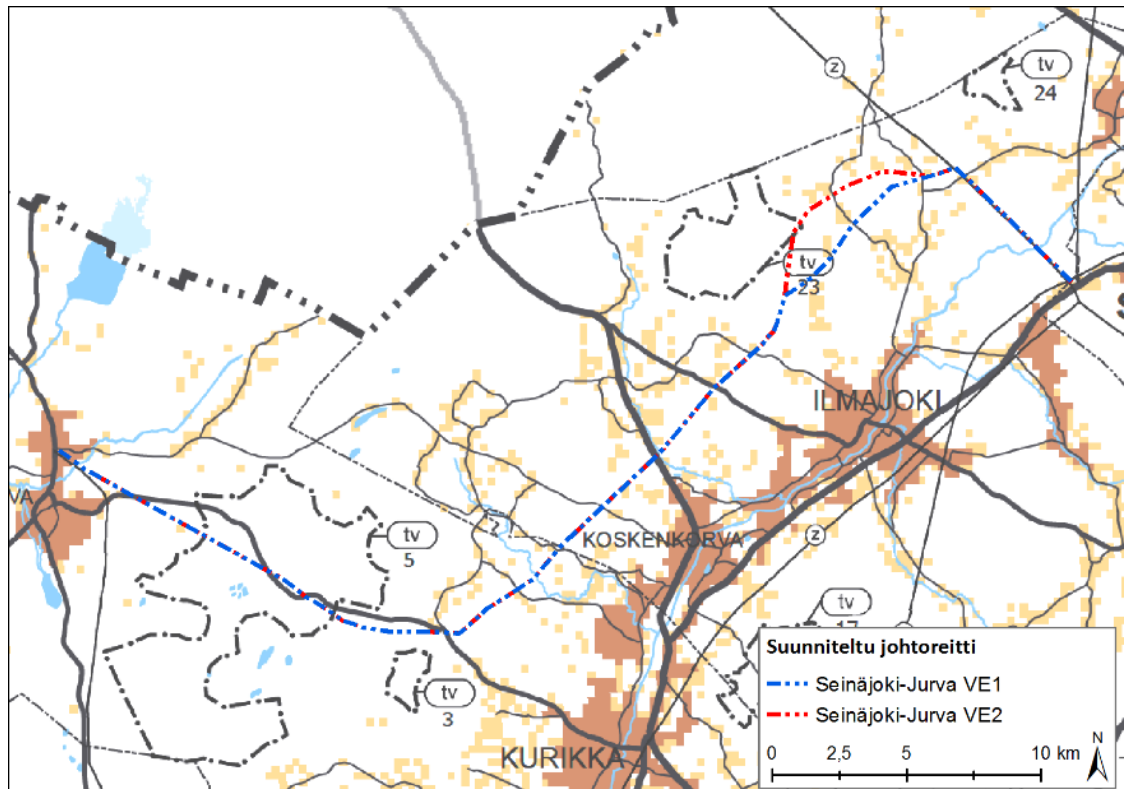 z
tv
24
tv
23
ILMAJOKI
VA
tv
5
KOSKENKORVA
z
tv
17
tv
3
KURIKKA
S
Suunniteltu johtoreitti
Seinäjoki-Jurva VE1
Seinäjoki-Jurva VE2
N
0 2,5 5 10 km